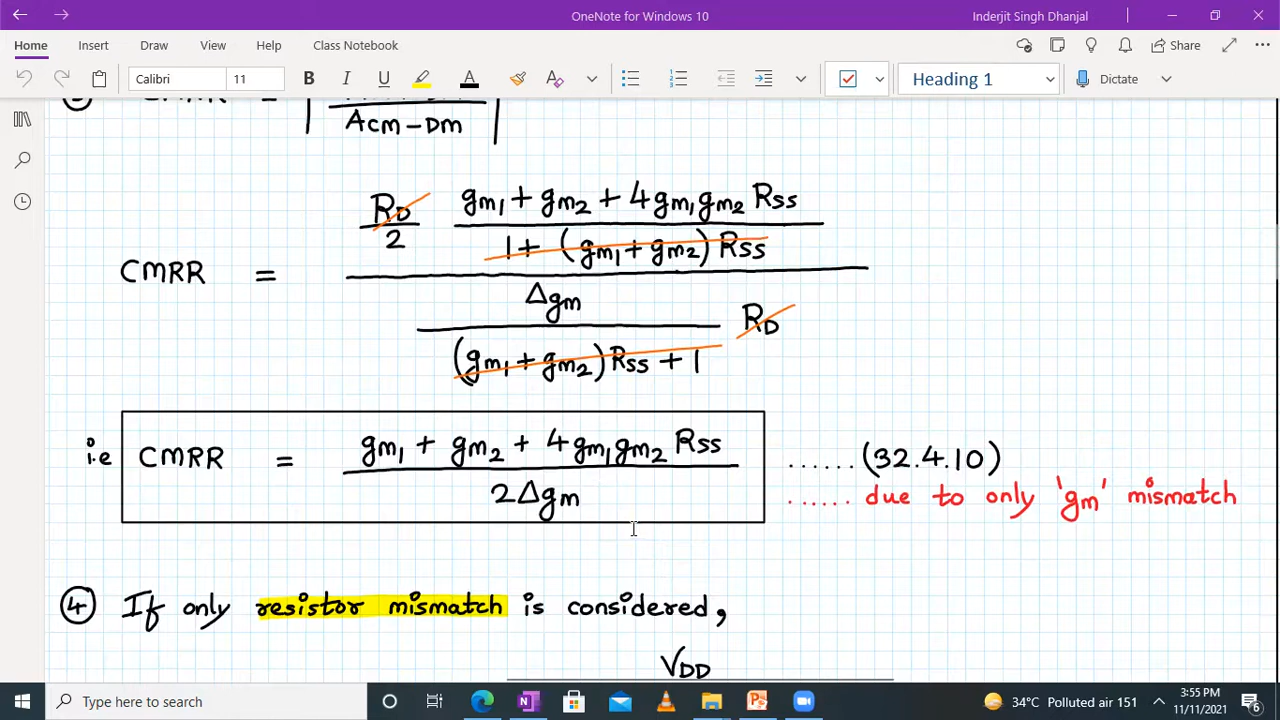 OneNote for Windows 10
Inderjit Singh Dhanjal
Home Insert Draw View Help Class Notebook
Share
Calibri 11 B I U A Heading 1 Dictate
Acm-Dm
CMRR = RD/2 (gm1 + gm2 + 4gm1gm2 Rss)/(1 + (gm1 + gm2) Rss)
Δgm/((gm1 + gm2) Rss + 1) RD
i.e CMRR = (gm1 + gm2 + 4gm1gm2 Rss)/(2Δgm) ......(32.4.10)
...... due to only 'gm' mismatch
④ If only resistor mismatch is considered,
VDD
Type here to search
34°C Polluted air 151
3:55 PM
11/11/2021
6